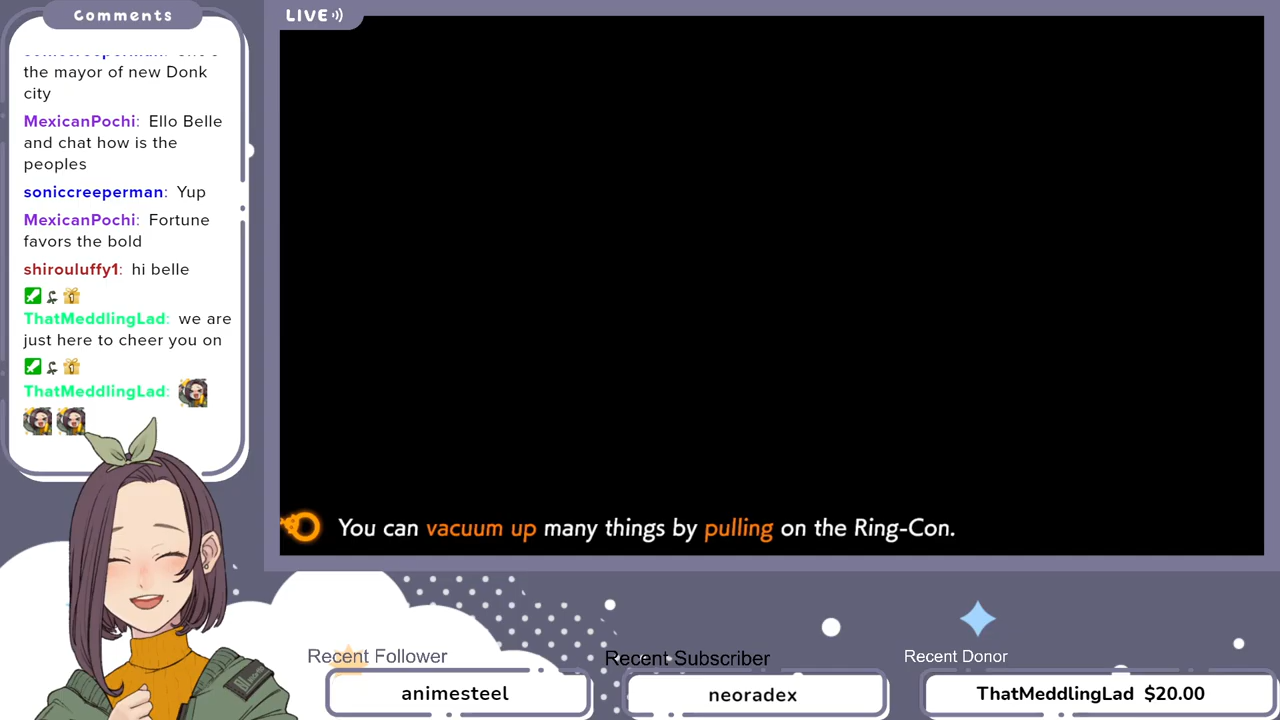 Comments
LIVE
the mayor of new Donk
city
MexicanPochi: Ello Belle
and chat how is the
peoples
soniccreeperman: Yup
MexicanPochi: Fortune
favors the bold
shirouluffy1: hi belle
ThatMeddlingLad: we are
just here to cheer you on
ThatMeddlingLad:
You can vacuum up many things by pulling on the Ring-Con.
Recent Follower
animesteel
Recent Subscriber
neoradex
Recent Donor
ThatMeddlingLad $20.00